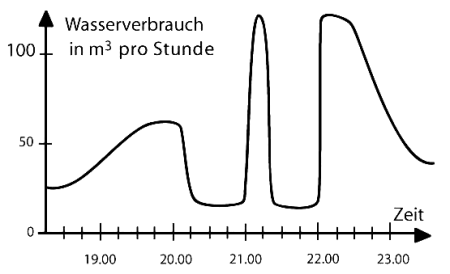 Wasserverbrauch
in m³ pro Stunde
100
50
0
Zeit
19.00 20.00 21.00 22.00 23.00